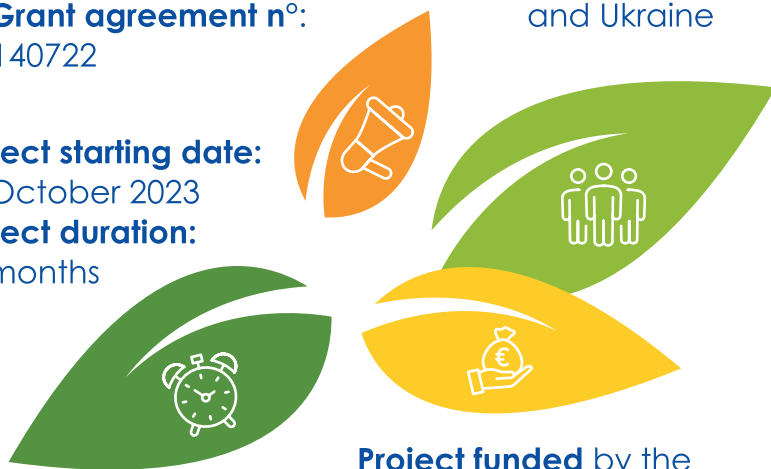 Grant agreement n°:
140722
and Ukraine
ect starting date:
October 2023
ect duration:
months
€
Project funded by the